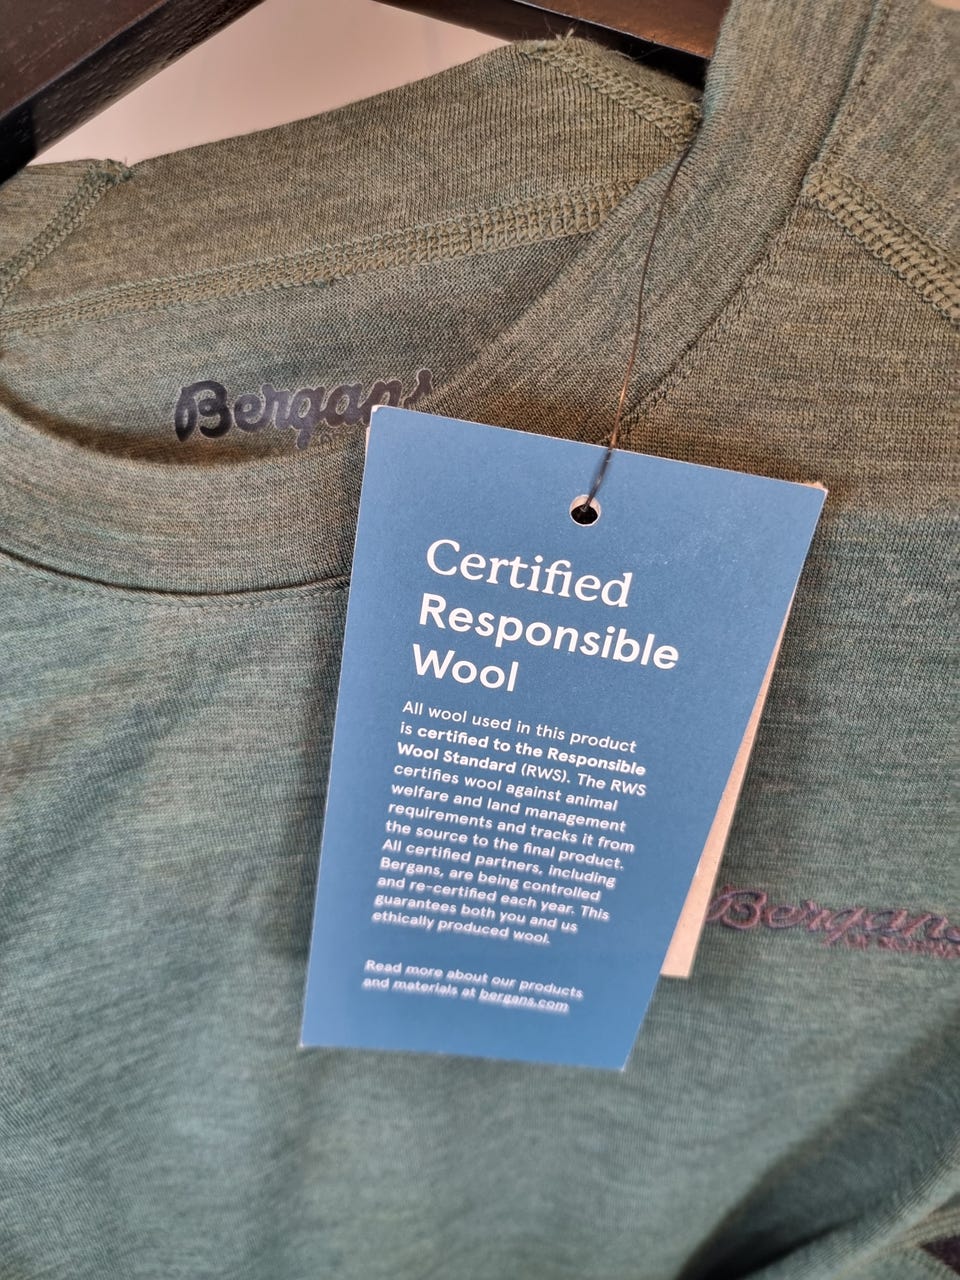 Bergans
Certified
Responsible
Wool
All wool used in this product
is certified to the Responsible
Wool Standard (RWS). The RWS
certifies wool against animal
welfare and land management
requirements and tracks it from
the source to the final product.
All certified partners, including
Bergans, are being controlled
and re-certified each year. This
guarantees both you and us
ethically produced wool.
Read more about our products
and materials at bergans.com
Bergans